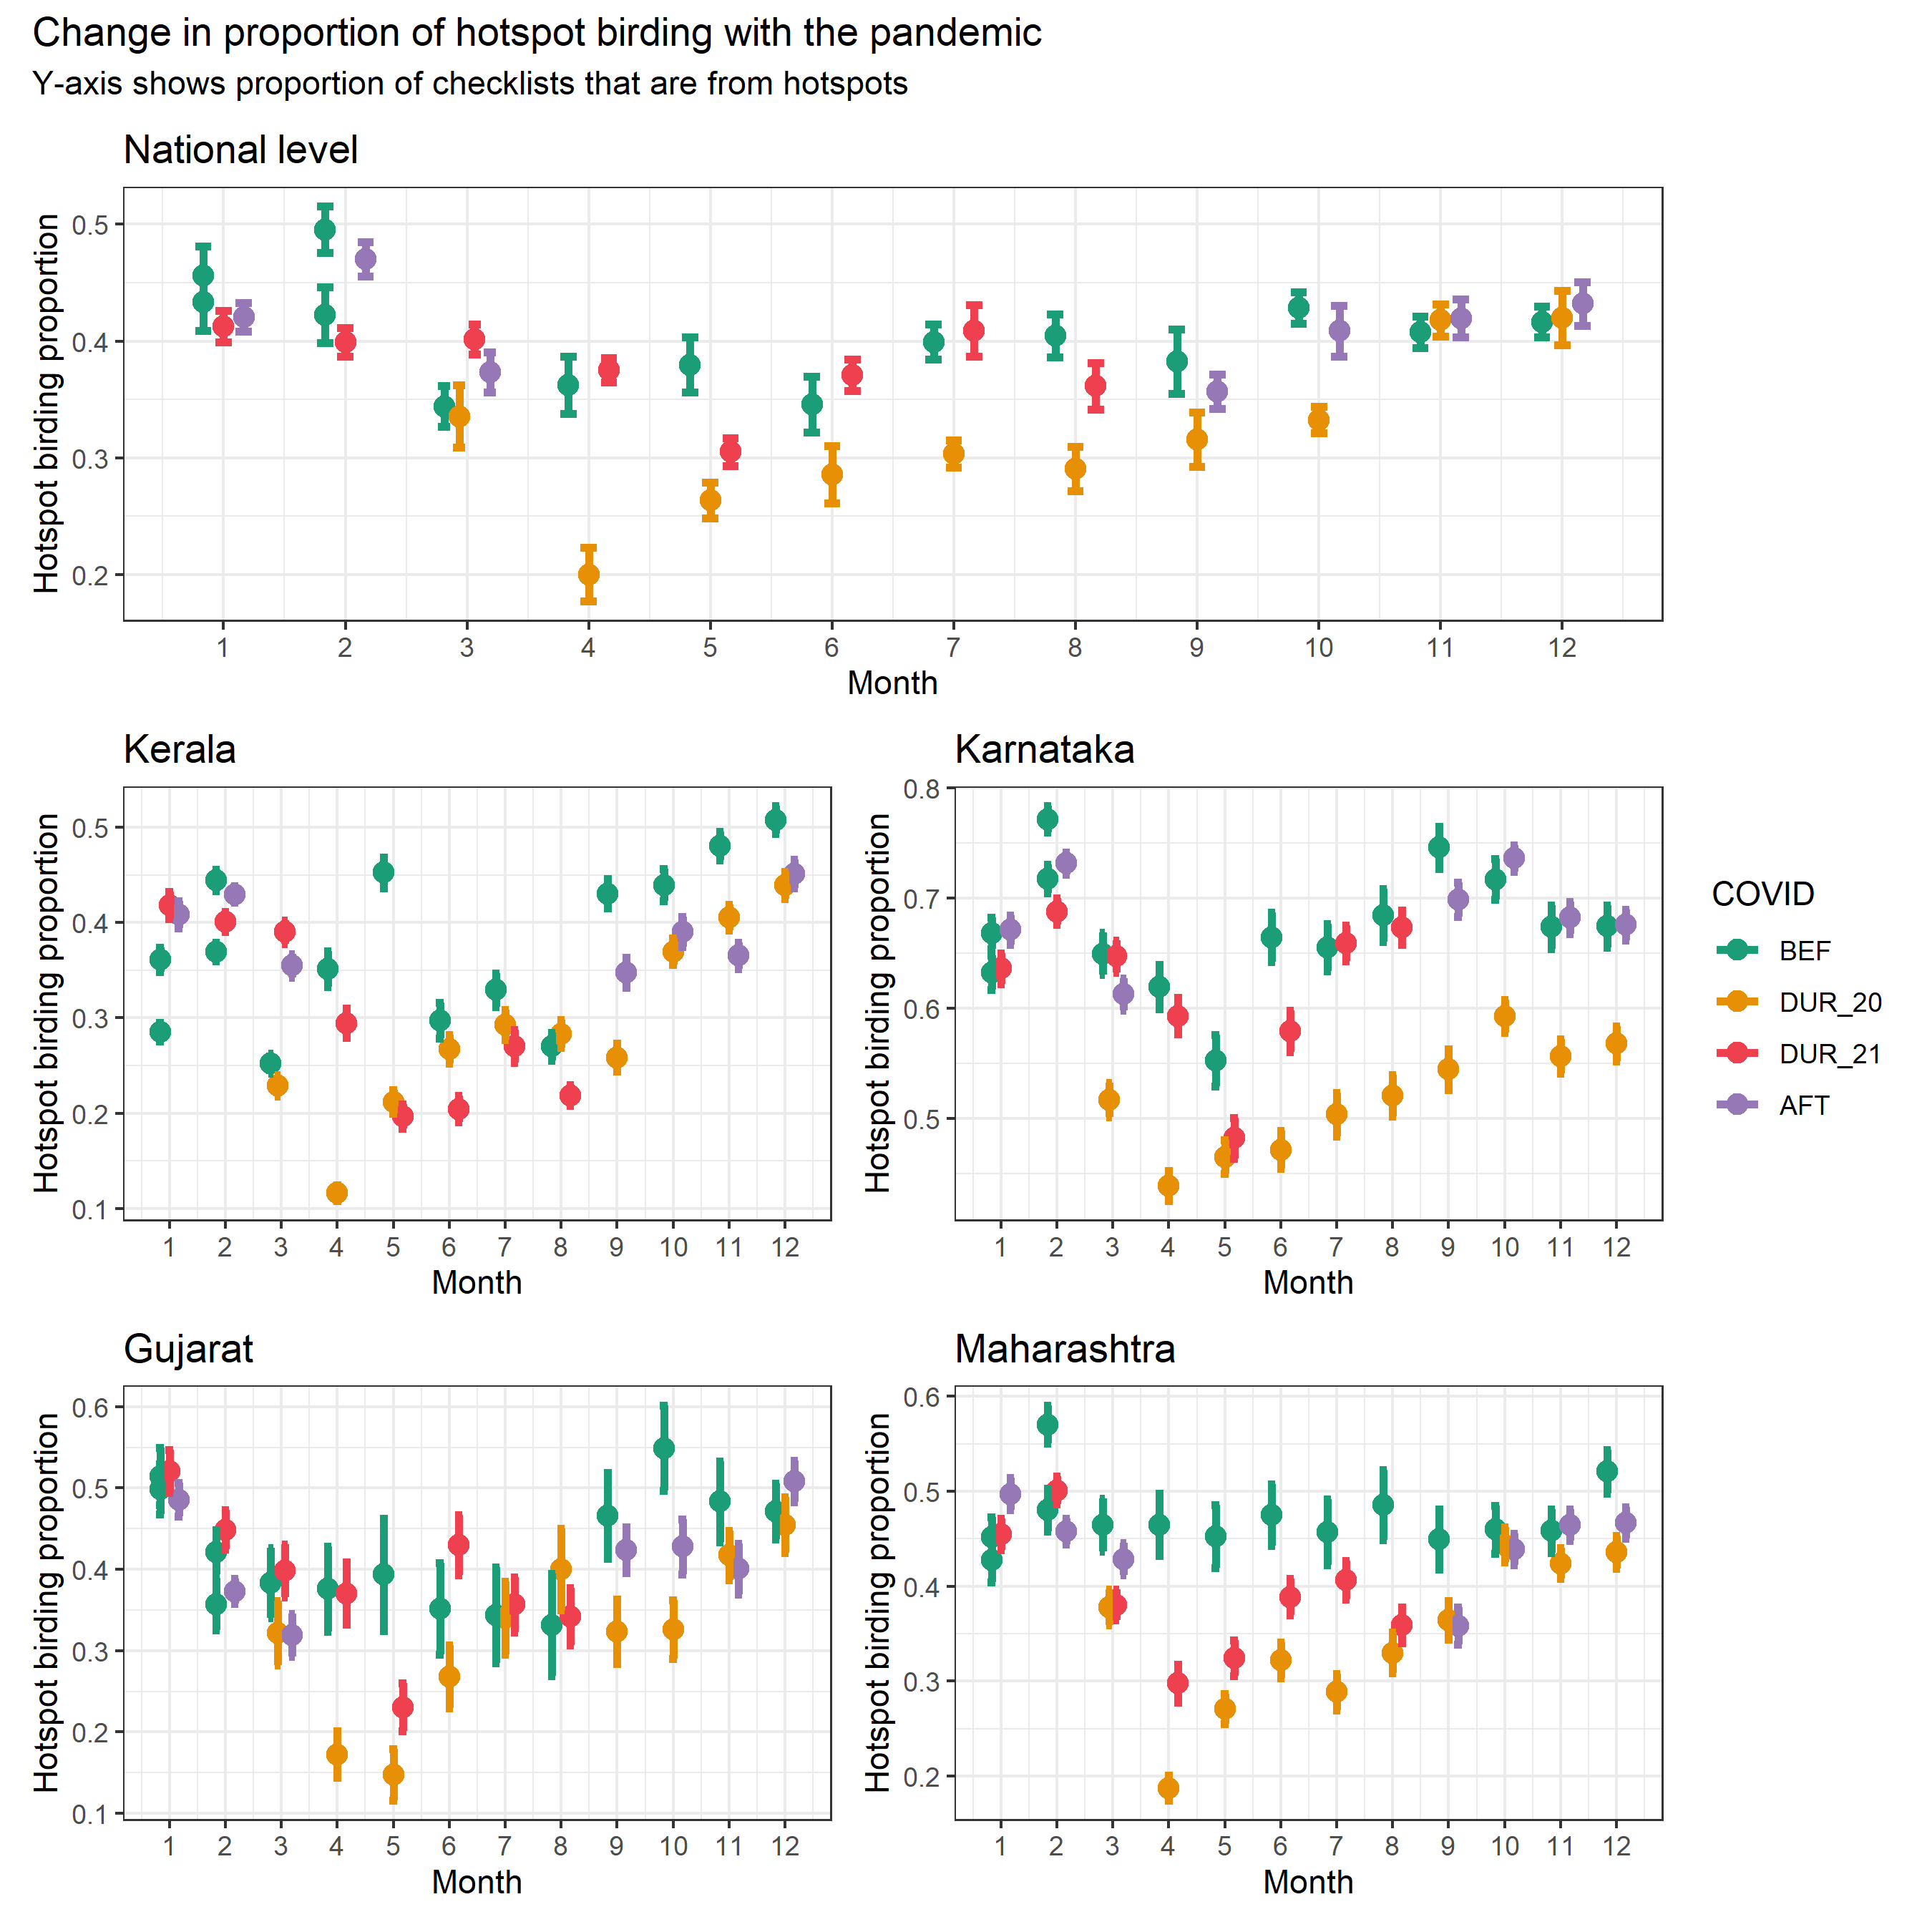 Change in proportion of hotspot birding with the pandemic
Y-axis shows proportion of checklists that are from hotspots
National level
Hotspot birding proportion
0.5
0.4
0.3
0.2
1 2 3 4 5 6 7 8 9 10 11 12
Month
Kerala
Hotspot birding proportion
0.5
0.4
0.3
0.2
0.1
1 2 3 4 5 6 7 8 9 10 11 12
Month
Karnataka
Hotspot birding proportion
0.8
0.7
0.6
0.5
1 2 3 4 5 6 7 8 9 10 11 12
Month
COVID
BEF
DUR_20
DUR_21
AFT
Gujarat
Hotspot birding proportion
0.6
0.5
0.4
0.3
0.2
0.1
1 2 3 4 5 6 7 8 9 10 11 12
Month
Maharashtra
Hotspot birding proportion
0.6
0.5
0.4
0.3
0.2
1 2 3 4 5 6 7 8 9 10 11 12
Month